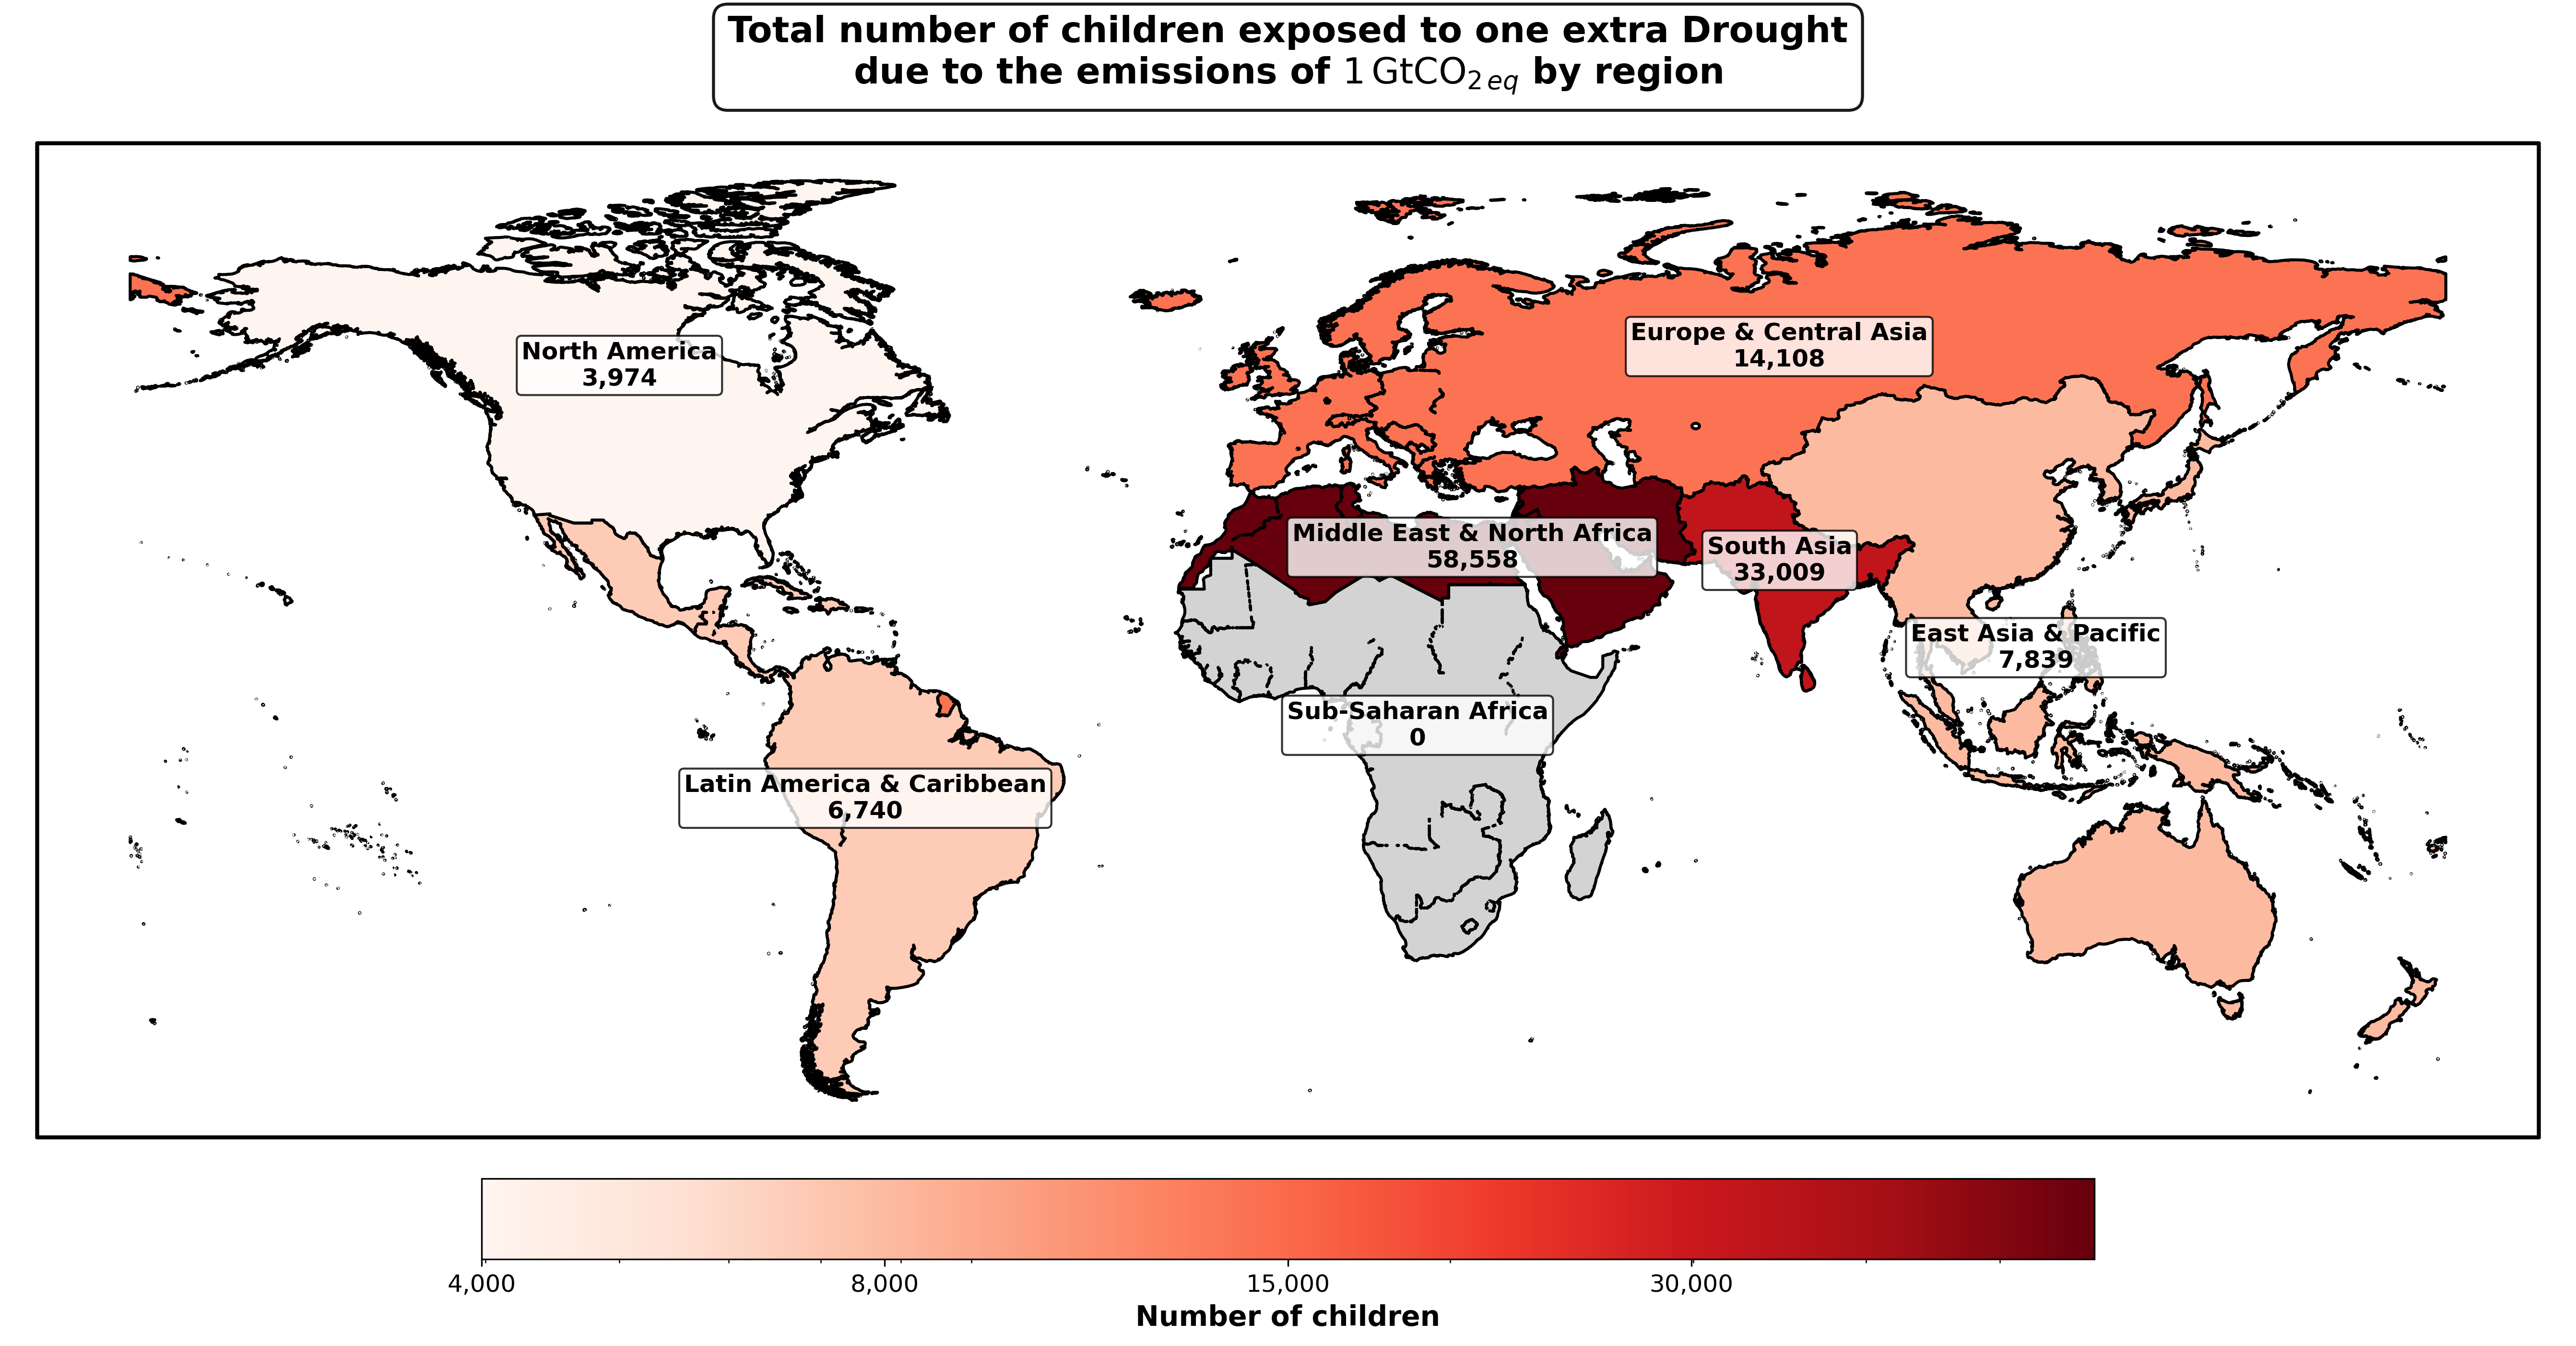 Total number of children exposed to one extra Drought
due to the emissions of 1 GtCO₂ eq by region
North America
3,974
Europe & Central Asia
14,108
Middle East & North Africa
58,558
South Asia
33,009
East Asia & Pacific
7,839
Sub-Saharan Africa
0
Latin America & Caribbean
6,740
4,000 8,000 15,000 30,000
Number of children